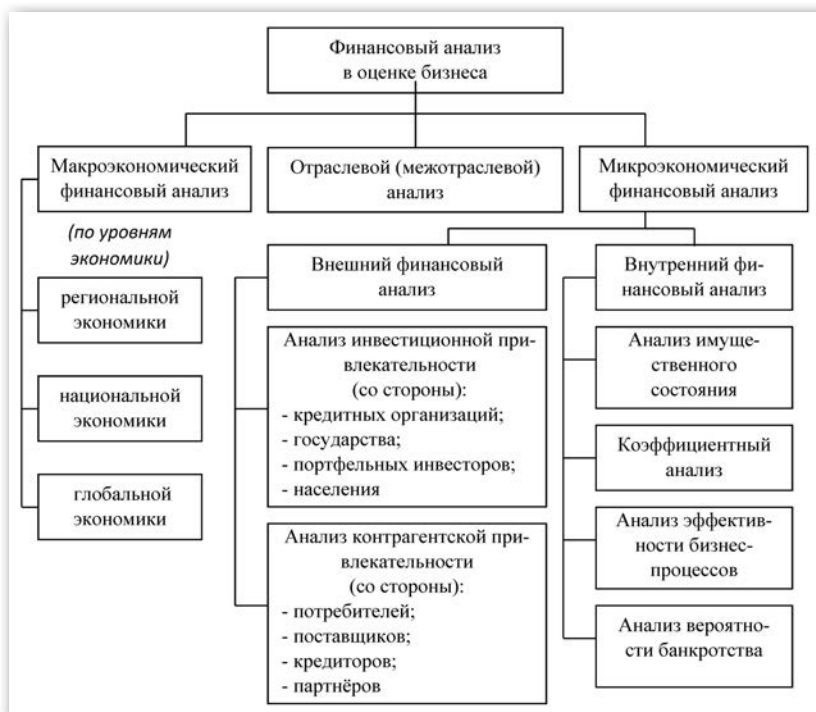 Финансовый анализ
в оценке бизнеса
Макроэкономический
финансовый анализ
Отраслевой (межотраслевой)
анализ
Микроэкономический
финансовый анализ
(по уровням
экономики)
региональной
экономики
национальной
экономики
глобальной
экономики
Внешний финансовый
анализ
Анализ инвестиционной при-
влекательности
(со стороны):
- кредитных организаций;
- государства;
- портфельных инвесторов;
- населения
Анализ контрагентской при-
влекательности
(со стороны):
- потребителей;
- поставщиков;
- кредиторов;
- партнёров
Внутренний фи-
нансовый анализ
Анализ имуще-
ственного
состояния
Коэффициентный
анализ
Анализ эффектив-
ности бизнес-
процессов
Анализ вероятно-
сти банкротства